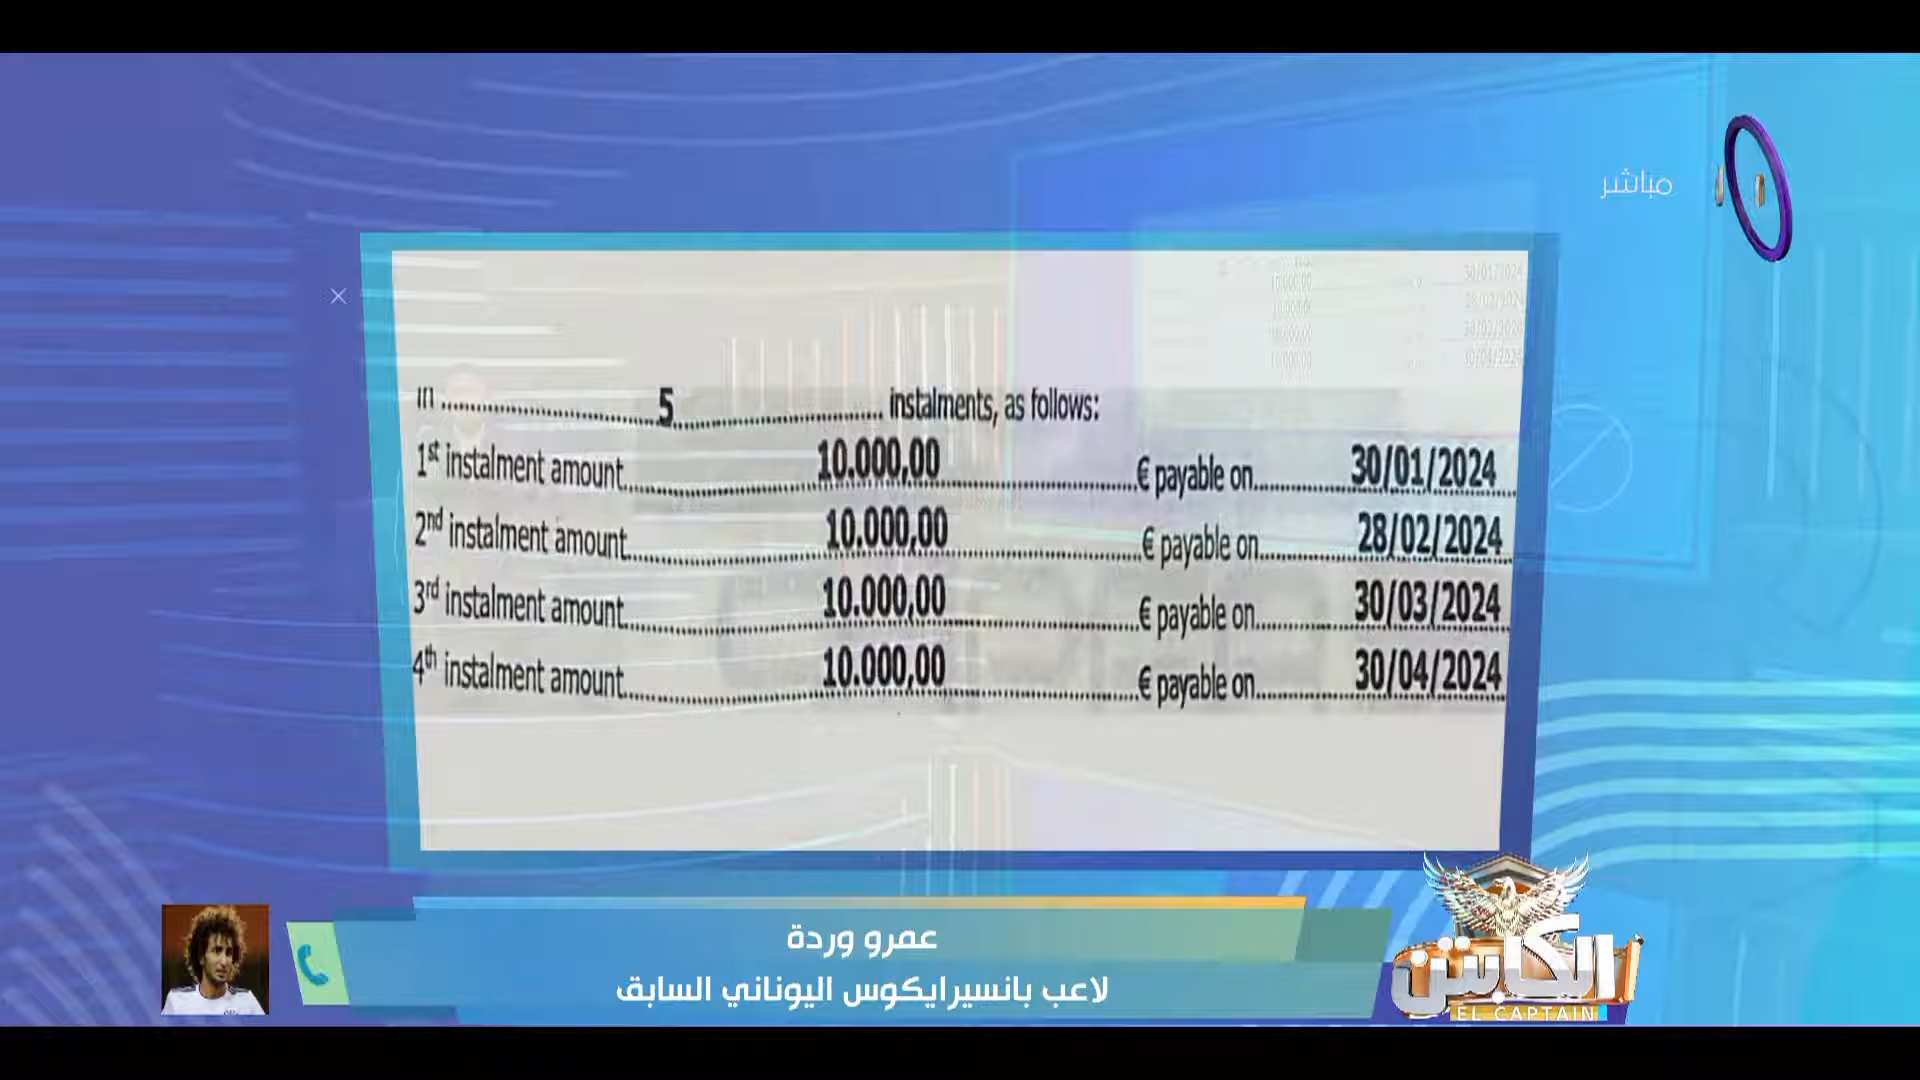 مباشر
In 5 instalments, as follows:
1st instalment amount 10.000,00 € payable on 30/01/2024
2nd instalment amount 10.000,00 € payable on 28/02/2024
3rd instalment amount 10.000,00 € payable on 30/03/2024
4th instalment amount 10.000,00 € payable on 30/04/2024
عمرو وردة
لاعب بانسيرايكوس اليوناني السابق
الكابتن
EL CAPTAIN